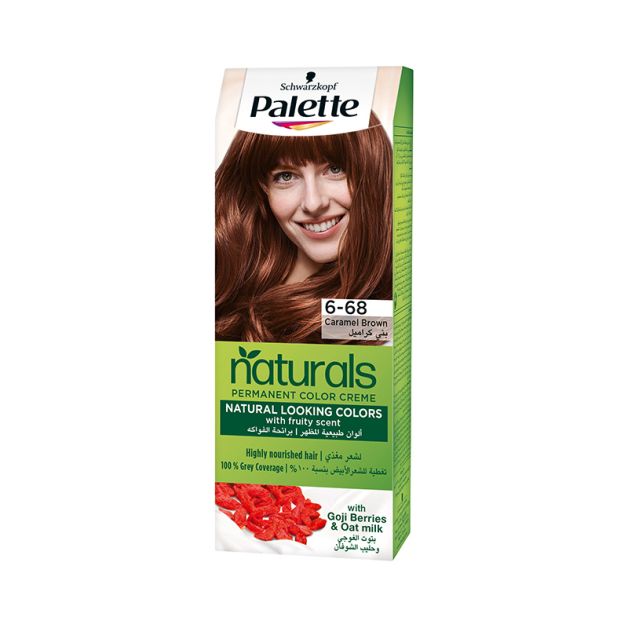 Schwarzkopf
Palette
6-68
Caramel Brown
بني كراميل
naturals
PERMANENT COLOR CREME
NATURAL LOOKING COLORS
with fruity scent
ألوان طبيعية المظهر | برائحة الفواكه
Highly nourished hair | لشعر مغذي
100 % Grey Coverage | تغطية للشعر الأبيض بنسبة ١٠٠ %
with
Goji Berries
& Oat milk
بتوت الغوجي
وحليب الشوفان